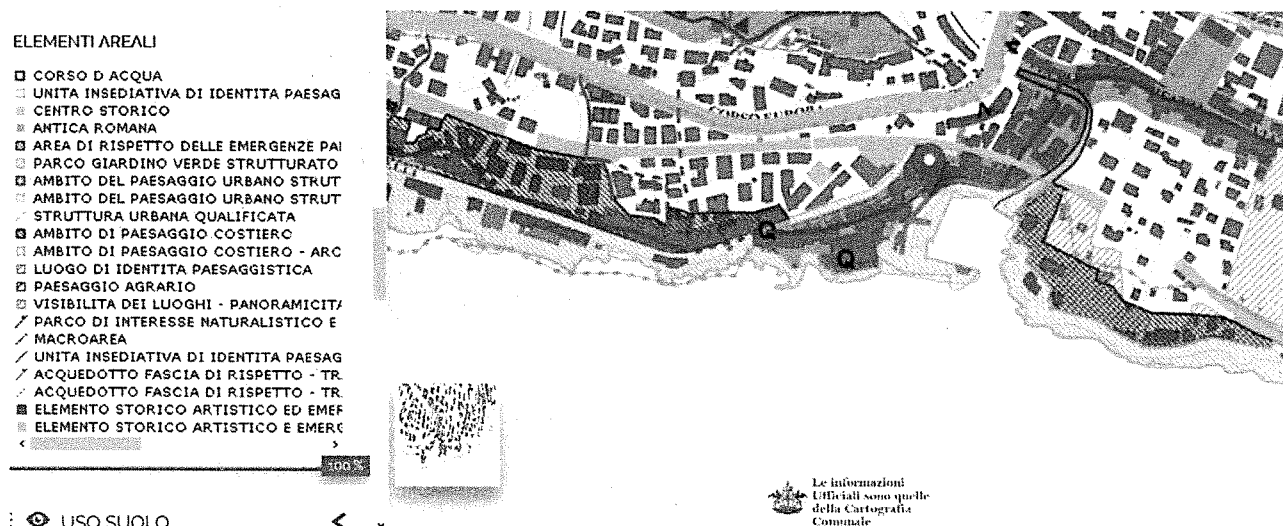 ELEMENTI AREALI
CORSO D ACQUA
UNITA INSEDIATIVA DI IDENTITA PAESAG
CENTRO STORICO
ANTICA ROMANA
AREA DI RISPETTO DELLE EMERGENZE PAI
PARCO GIARDINO VERDE STRUTTURATO
AMBITO DEL PAESAGGIO URBANO STRUT
AMBITO DEL PAESAGGIO URBANO STRUT
STRUTTURA URBANA QUALIFICATA
AMBITO DI PAESAGGIO COSTIERO
AMBITO DI PAESAGGIO COSTIERO - ARC
LUOGO DI IDENTITA PAESAGGISTICA
PAESAGGIO AGRARIO
VISIBILITA DEI LUOGHI - PANORAMICITA
PARCO DI INTERESSE NATURALISTICO E
MACROAREA
UNITA INSEDIATIVA DI IDENTITA PAESAG
ACQUEDOTTO FASCIA DI RISPETTO - TR
ACQUEDOTTO FASCIA DI RISPETTO - TR
ELEMENTO STORICO ARTISTICO ED EMER
ELEMENTO STORICO ARTISTICO E EMERG
100 %
USO SUOLO
CORSO EUROPA
Q
Q
Le informazioni
Ufficiali sono quelle
della Cartografia
Comunale